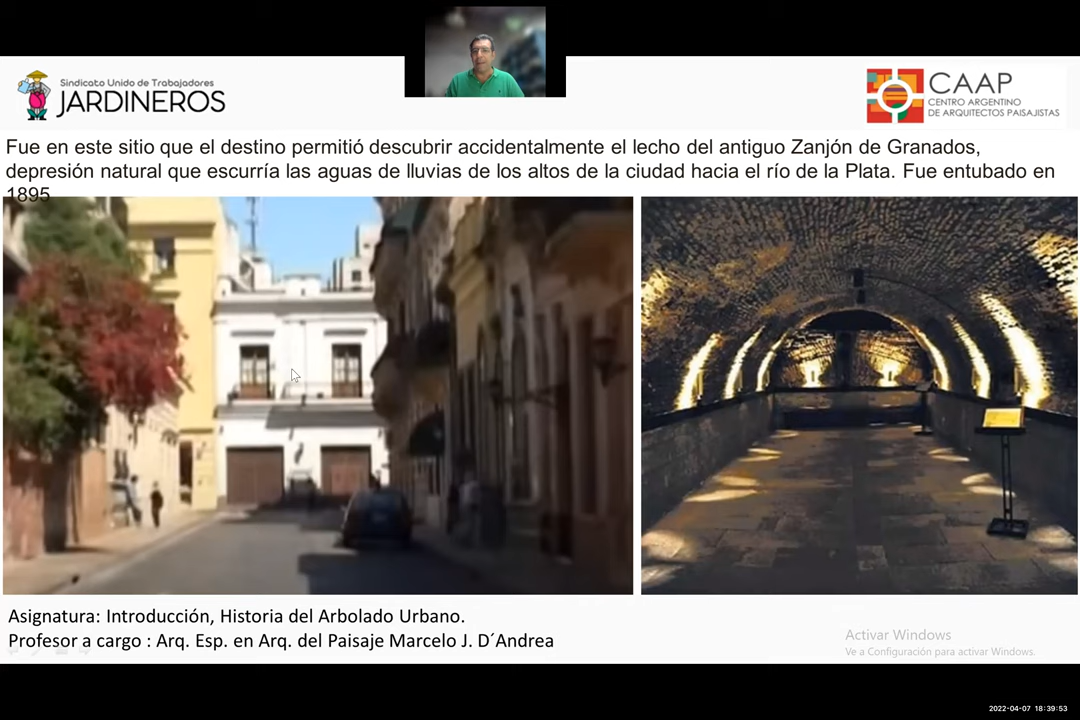 Sindicato Unido de Trabajadores
JARDINEROS
CAAP
CENTRO ARGENTINO
DE ARQUITECTOS PAISAJISTAS
Fue en este sitio que el destino permitió descubrir accidentalmente el lecho del antiguo Zanjón de Granados,
depresión natural que escurría las aguas de lluvias de los altos de la ciudad hacia el río de la Plata. Fue entubado en
1895
Asignatura: Introducción, Historia del Arbolado Urbano.
Profesor a cargo : Arq. Esp. en Arq. del Paisaje Marcelo J. D´Andrea
Activar Windows
Ve a Configuración para activar Windows.
2022-04-07 18:39:53